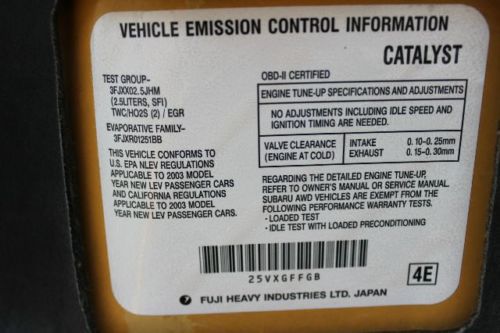 VEHICLE EMISSION CONTROL INFORMATION
CATALYST
TEST GROUP-
3FJXX02.5JHM
(2.5LITERS, SFI)
TWC/HO2S (2) / EGR
EVAPORATIVE FAMILY-
3FJXR01251BB
THIS VEHICLE CONFORMS TO
U.S. EPA NLEV REGULATIONS
APPLICABLE TO 2003 MODEL
YEAR NEW LEV PASSENGER CARS
AND CALIFORNIA REGULATIONS
APPLICABLE TO 2003 MODEL
YEAR NEW LEV PASSENGER CARS.
OBD-II CERTIFIED
ENGINE TUNE-UP SPECIFICATIONS AND ADJUSTMENTS
NO ADJUSTMENTS INCLUDING IDLE SPEED AND
IGNITION TIMING ARE NEEDED.
VALVE CLEARANCE
(ENGINE AT COLD)
INTAKE 0.10-0.25mm
EXHAUST 0.15-0.30mm
REGARDING THE DETAILED ENGINE TUNE-UP,
REFER TO OWNER'S MANUAL OR SERVICE MANUAL.
SUBARU AWD VEHICLES ARE EXEMPT FROM THE
FOLLOWING PERFORMANCE WARRANTY TESTS.
- LOADED TEST
- IDLE TEST WITH LOADED PRECONDITIONING
25VXGFFGB
4E
FUJI HEAVY INDUSTRIES LTD. JAPAN